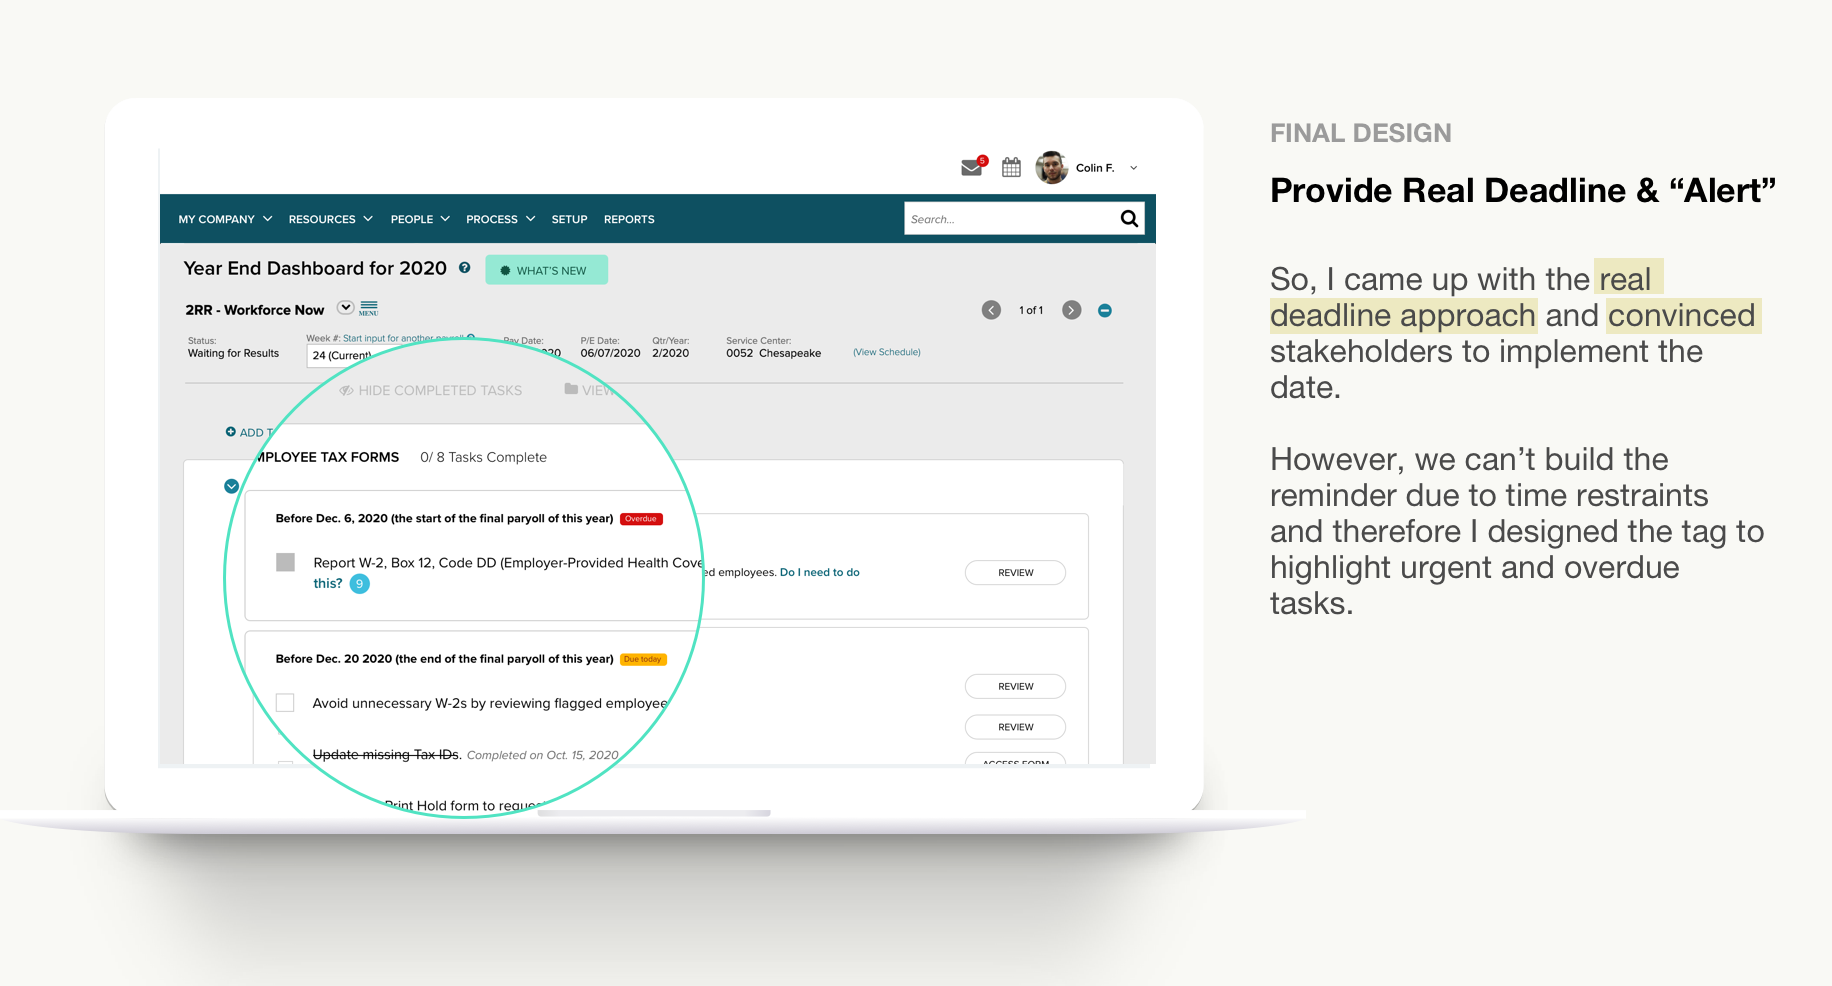 FINAL DESIGN
Provide Real Deadline & “Alert”
So, I came up with the real
deadline approach and convinced
stakeholders to implement the
date.
However, we can’t build the
reminder due to time restraints
and therefore I designed the tag to
highlight urgent and overdue
tasks.
5
Colin F.
MY COMPANY RESOURCES PEOPLE PROCESS SETUP REPORTS Search...
Year End Dashboard for 2020 ? WHAT'S NEW
2RR - Workforce Now MENU 1 of 1
Status: Week #: Start input for another payroll Pay Date: P/E Date: Qtr/Year: Service Center:
Waiting for Results 24 (Current) 06/07/2020 2/2020 0052 Chesapeake (View Schedule)
HIDE COMPLETED TASKS VIEW
ADD
EMPLOYEE TAX FORMS 0/ 8 Tasks Complete
Before Dec. 6, 2020 (the start of the final paryoll of this year) Overdue
Report W-2, Box 12, Code DD (Employer-Provided Health Cove
ed employees. Do I need to do REVIEW
this? 9
Before Dec. 20 2020 (the end of the final paryoll of this year) Due today
REVIEW
Avoid unnecessary W-2s by reviewing flagged employee
REVIEW
Update missing Tax IDs. Completed on Oct. 15, 2020
ACCESS FORM
Print Hold form to reques